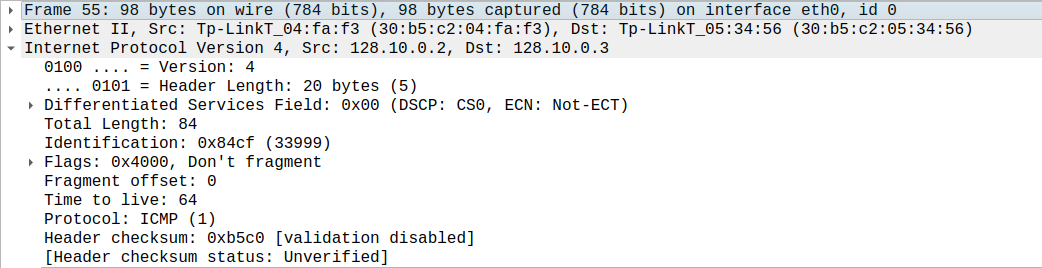 Frame 55: 98 bytes on wire (784 bits), 98 bytes captured (784 bits) on interface eth0, id 0
Ethernet II, Src: Tp-LinkT_04:fa:f3 (30:b5:c2:04:fa:f3), Dst: Tp-LinkT_05:34:56 (30:b5:c2:05:34:56)
Internet Protocol Version 4, Src: 128.10.0.2, Dst: 128.10.0.3
0100 .... = Version: 4
.... 0101 = Header Length: 20 bytes (5)
Differentiated Services Field: 0x00 (DSCP: CS0, ECN: Not-ECT)
Total Length: 84
Identification: 0x84cf (33999)
Flags: 0x4000, Don't fragment
Fragment offset: 0
Time to live: 64
Protocol: ICMP (1)
Header checksum: 0xb5c0 [validation disabled]
[Header checksum status: Unverified]